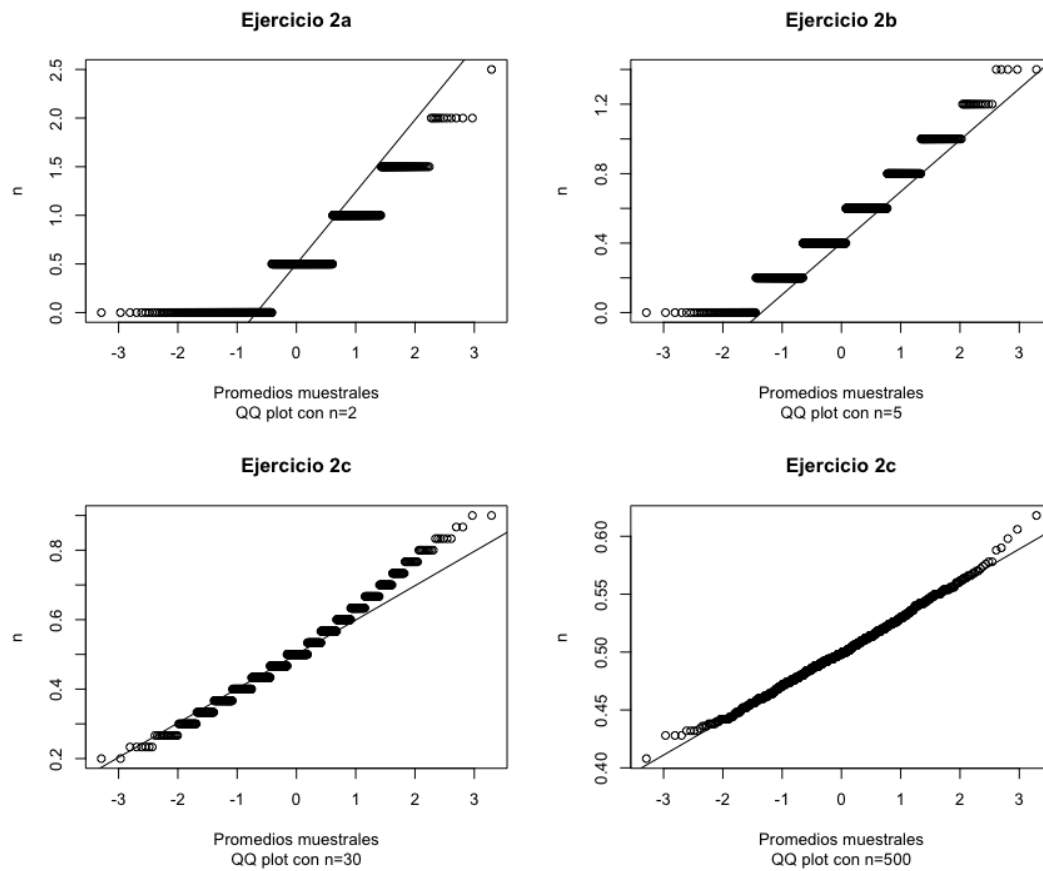 Ejercicio 2a
n
0.0
0.5
1.0
1.5
2.0
2.5
-3 -2 -1 0 1 2 3
Promedios muestrales
QQ plot con n=2
Ejercicio 2b
n
0.0
0.4
0.8
1.2
-3 -2 -1 0 1 2 3
Promedios muestrales
QQ plot con n=5
Ejercicio 2c
n
0.2
0.4
0.6
0.8
-3 -2 -1 0 1 2 3
Promedios muestrales
QQ plot con n=30
Ejercicio 2c
n
0.40
0.45
0.50
0.55
0.60
-3 -2 -1 0 1 2 3
Promedios muestrales
QQ plot con n=500